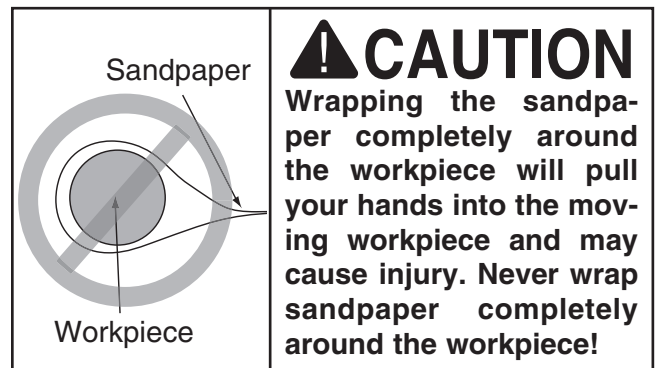 Sandpaper
Workpiece
CAUTION
Wrapping the sandpa-
per completely around
the workpiece will pull
your hands into the mov-
ing workpiece and may
cause injury. Never wrap
sandpaper completely
around the workpiece!